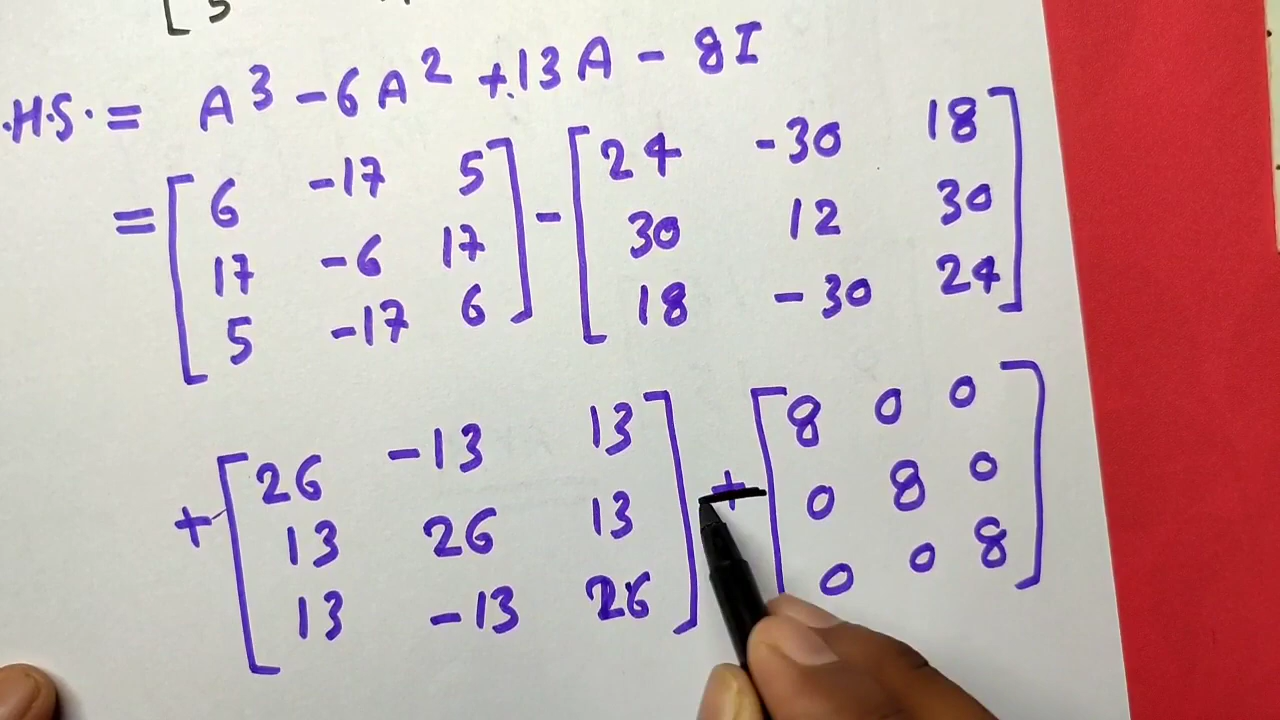 [5
.H.S. = A³ - 6A² + 13A - 8I
= [6 -17 5] - [24 -30 18]
[17 -6 17] [30 12 30]
[5 -17 6] [18 -30 24]
+ [26 -13 13] + [8 0 0]
[13 26 13] [0 8 0]
[13 -13 26] [0 0 8]